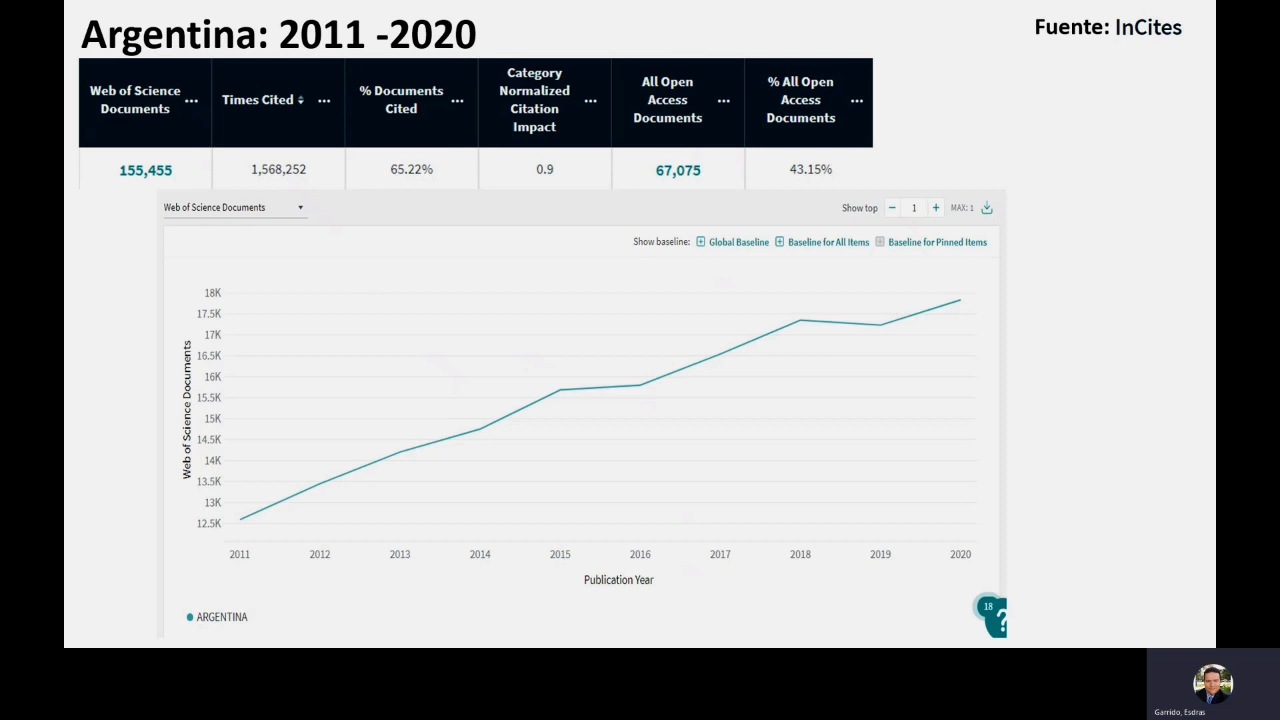 Argentina: 2011 -2020
Fuente: InCites
Web of Science
Documents
...
Times Cited
...
% Documents
Cited
...
Category
Normalized
Citation
Impact
...
All Open
Access
Documents
...
% All Open
Access
Documents
...
155,455
1,568,252
65.22%
0.9
67,075
43.15%
Web of Science Documents
Show top
−
1
+
MAX: 1
Show baseline:
Global Baseline
Baseline for All Items
Baseline for Pinned Items
Web of Science Documents
18K
17.5K
17K
16.5K
16K
15.5K
15K
14.5K
14K
13.5K
13K
12.5K
2011
2012
2013
2014
2015
2016
2017
2018
2019
2020
Publication Year
ARGENTINA
18
?
Garrido, Esdras